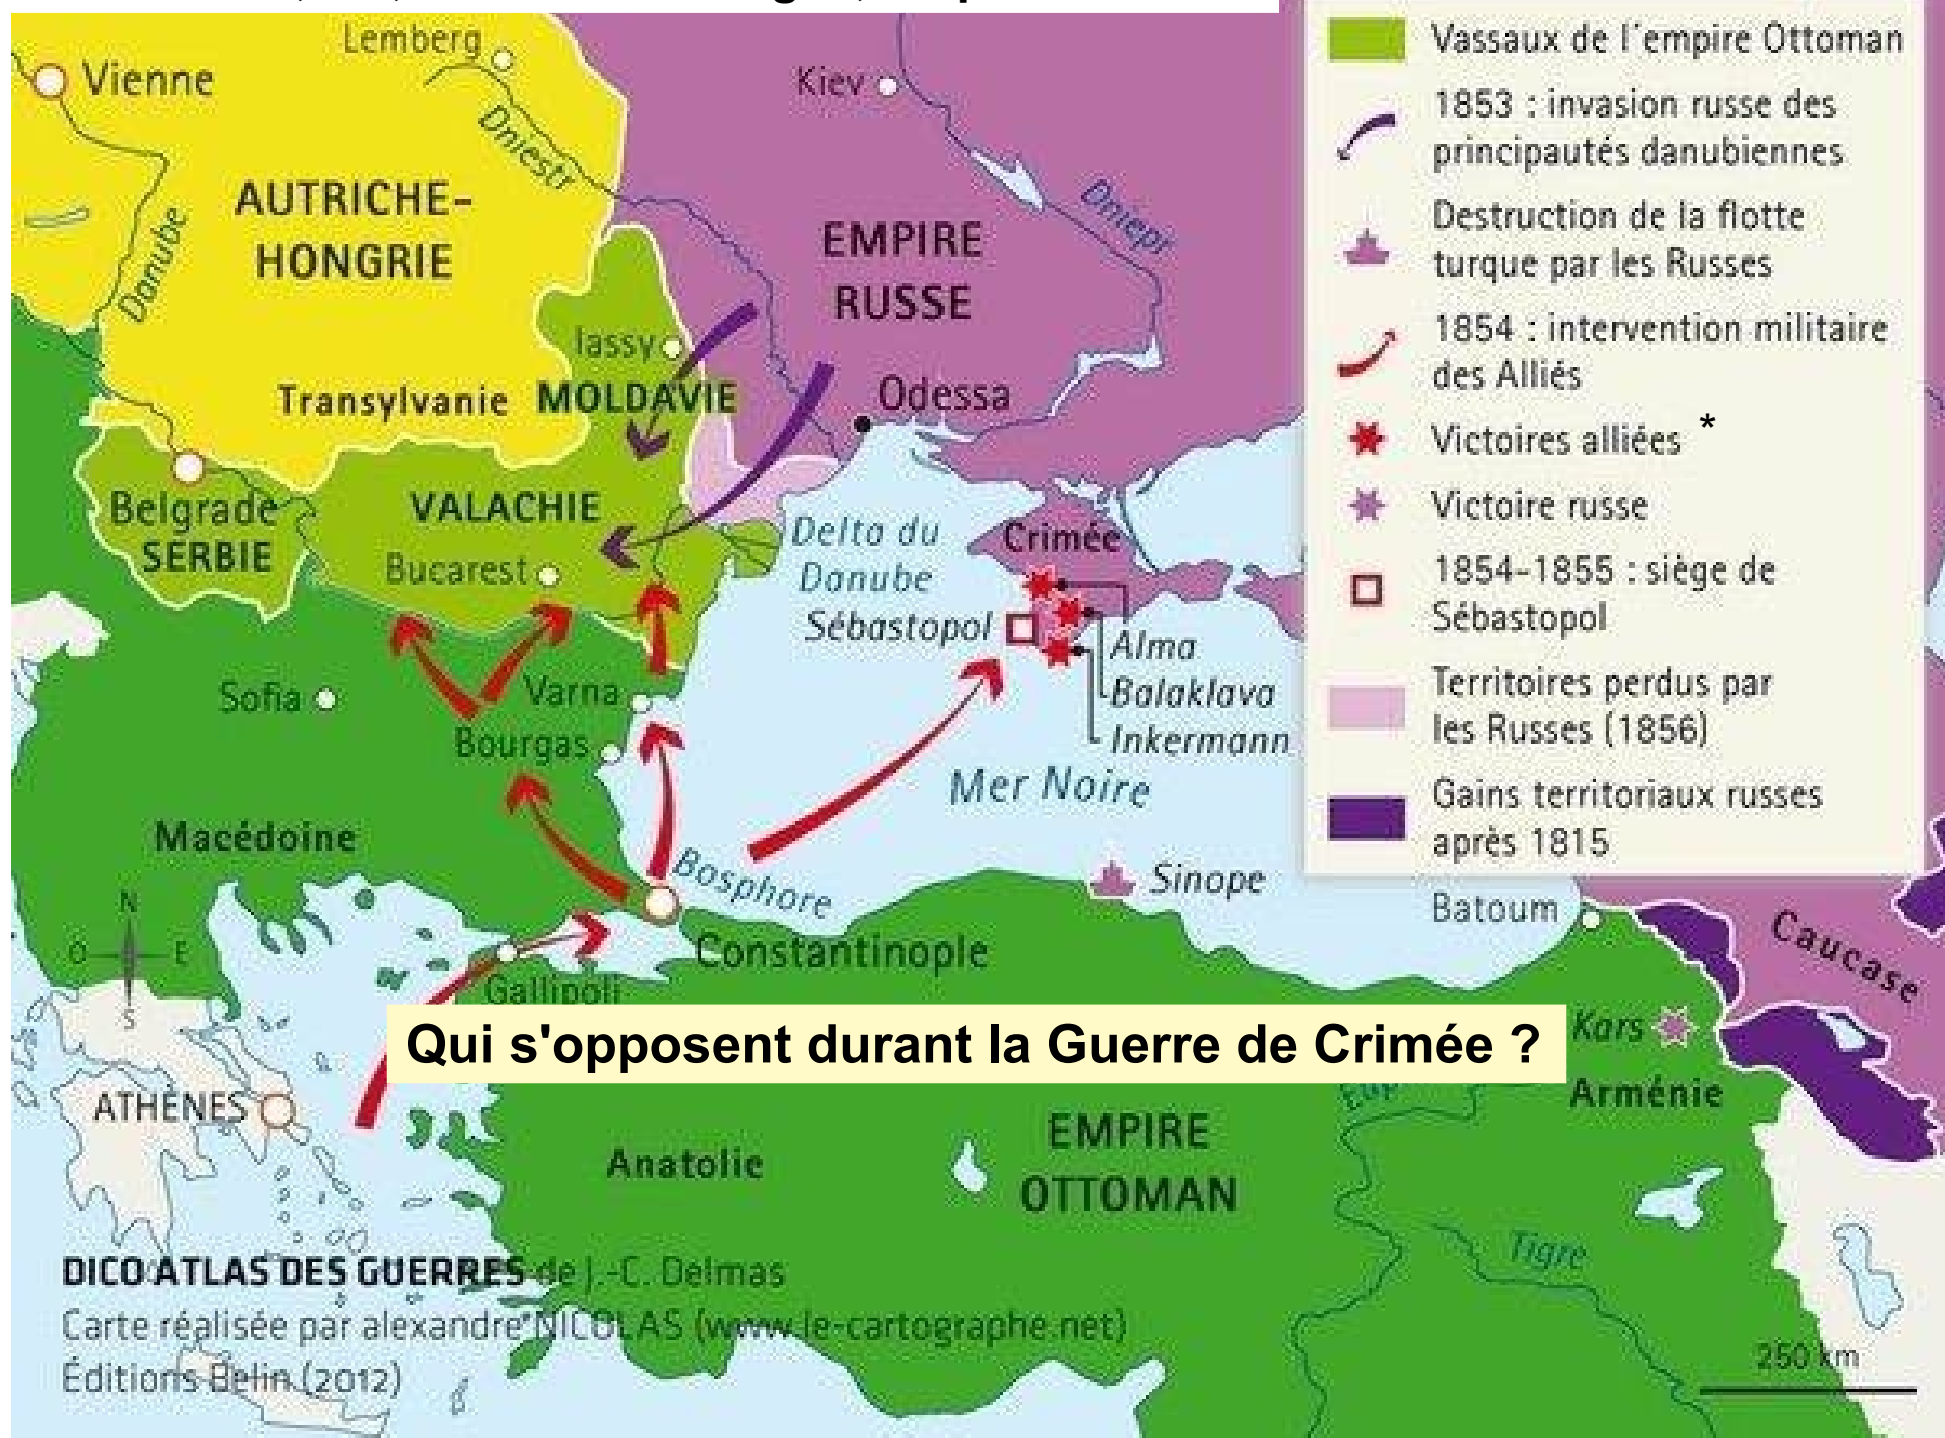 Lemberg
Vienne
Kiev
Dniestr
Dniepr
AUTRICHE-
HONGRIE
Danube
EMPIRE
RUSSE
Iassy
Transylvanie
MOLDAVIE
Odessa
Belgrade
SERBIE
VALACHIE
Bucarest
Delta du
Danube
Crimée
Sébastopol
Alma
Balaklava
Inkermann
Sofia
Varna
Bourgas
Mer Noire
Macédoine
Bosphore
Sinope
Batoum
Caucase
N
O
E
S
Constantinople
Gallipoli
Kars
Qui s'opposent durant la Guerre de Crimée ?
ATHÈNES
Arménie
Anatolie
EMPIRE
OTTOMAN
Tigre
DICO ATLAS DES GUERRES de J.-C. Delmas
Carte réalisée par alexandre NICOLAS (www.le-cartographe.net)
Éditions Belin (2012)
250 km
Vassaux de l'empire Ottoman
1853 : invasion russe des
principautés danubiennes
Destruction de la flotte
turque par les Russes
1854 : intervention militaire
des Alliés
Victoires alliées *
Victoire russe
1854-1855 : siège de
Sébastopol
Territoires perdus par
les Russes (1856)
Gains territoriaux russes
après 1815